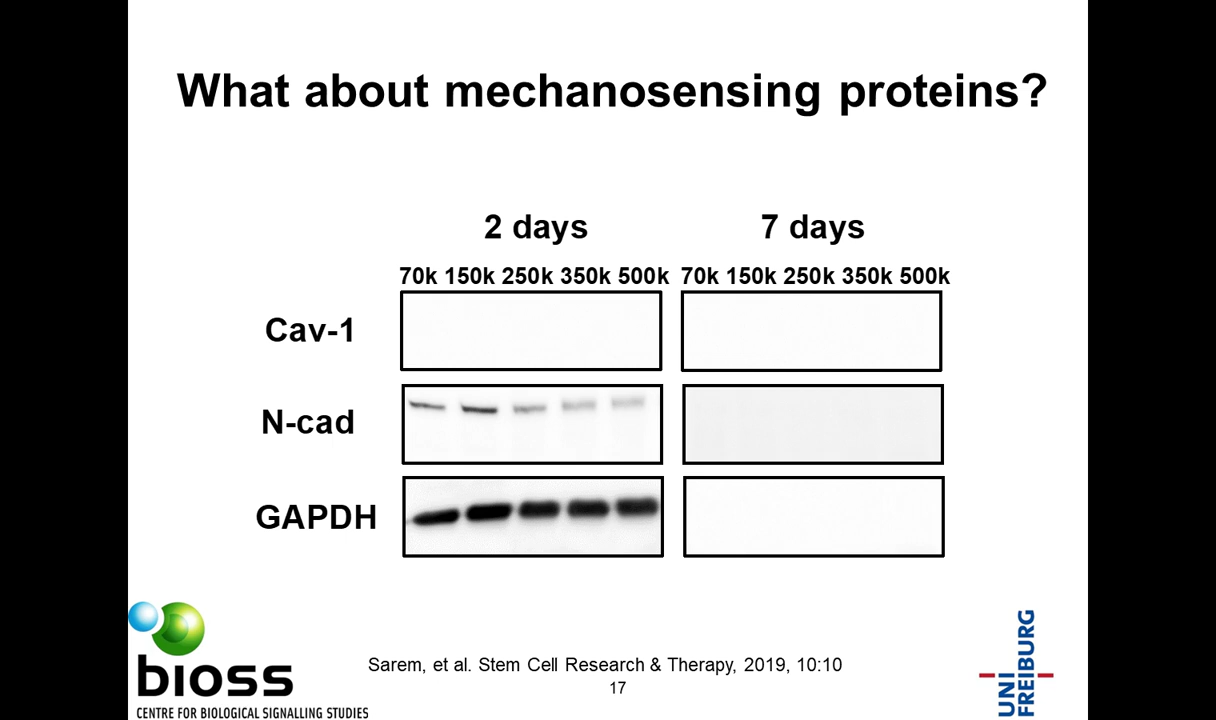 What about mechanosensing proteins?
2 days 7 days
70k 150k 250k 350k 500k 70k 150k 250k 350k 500k
Cav-1
N-cad
GAPDH
Sarem, et al. Stem Cell Research & Therapy, 2019, 10:10
17
bioss
CENTRE FOR BIOLOGICAL SIGNALLING STUDIES
UNI
FREIBURG